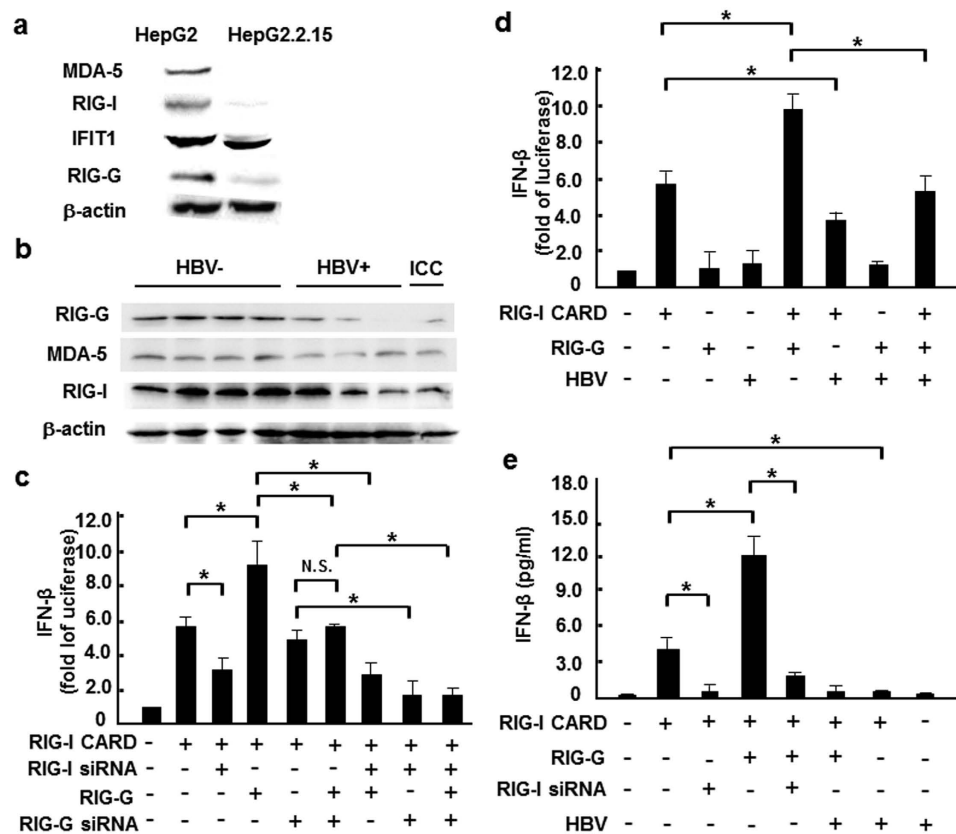 a
HepG2 HepG2.2.15
MDA-5
RIG-I
IFIT1
RIG-G
β-actin
b
HBV- HBV+ ICC
RIG-G
MDA-5
RIG-I
β-actin
c
IFN-β
(fold lof uciferase)
12.0
10.0
8.0
6.0
4.0
2.0
0
* * * * N.S. * *
RIG-I CARD - + + + + + + + +
RIG-I siRNA - - + - - - + + +
RIG-G - - - + - + + - +
RIG-G siRNA - - - - + + - + +
d
IFN-β
(fold of luciferase)
12.0
10.0
8.0
6.0
4.0
2.0
0
* * *
RIG-I CARD - + - - + + - +
RIG-G - - + - + - + +
HBV - - - + - + + +
e
IFN-β (pg/ml)
18.0
15.0
12.0
9.0
6.0
3.0
0
* * * *
RIG-I CARD - + + + + + + -
RIG-G - - - + + + - -
RIG-I siRNA - - + - + - - -
HBV - - - - - + + +